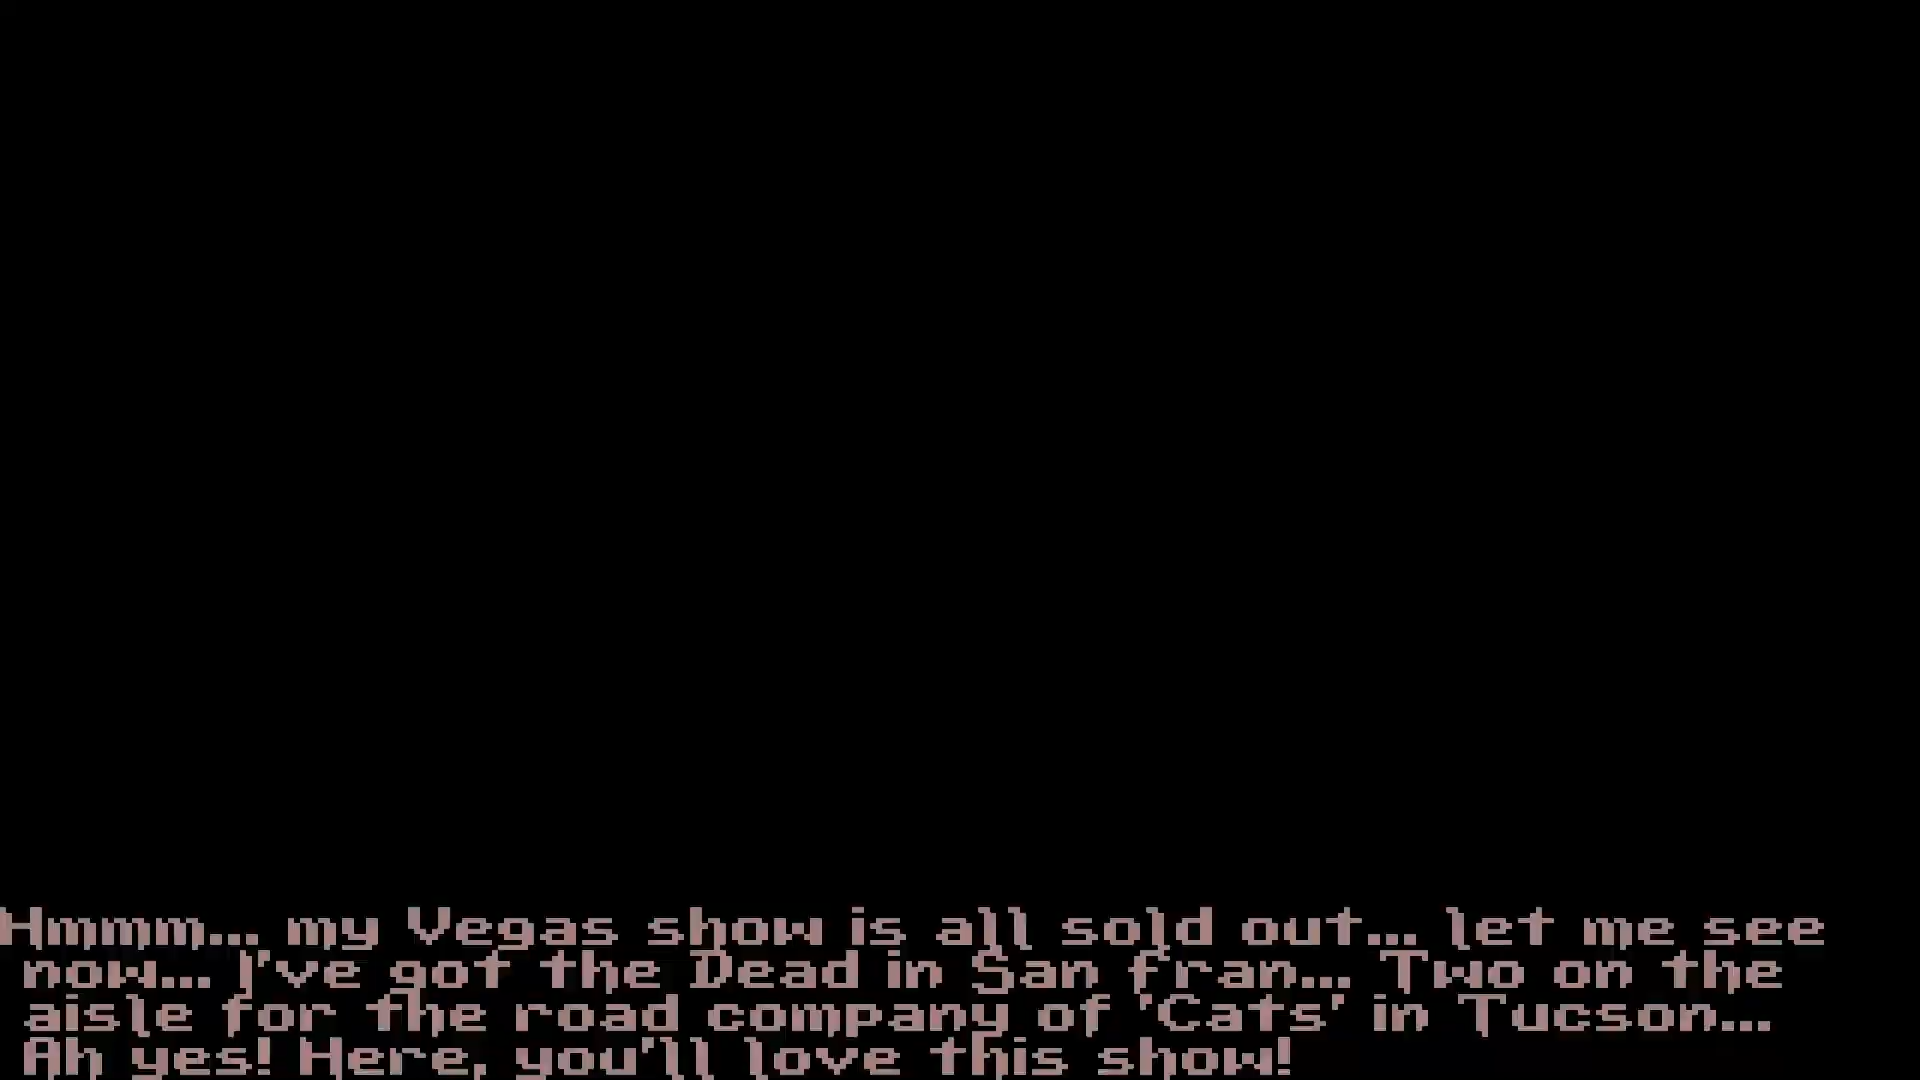 Hmmm... my Vegas show is all sold out... let me see
now... I've got the Dead in San fran... Two on the
aisle for the road company of 'Cats' in Tucson...
Ah yes! Here, you'll love this show!